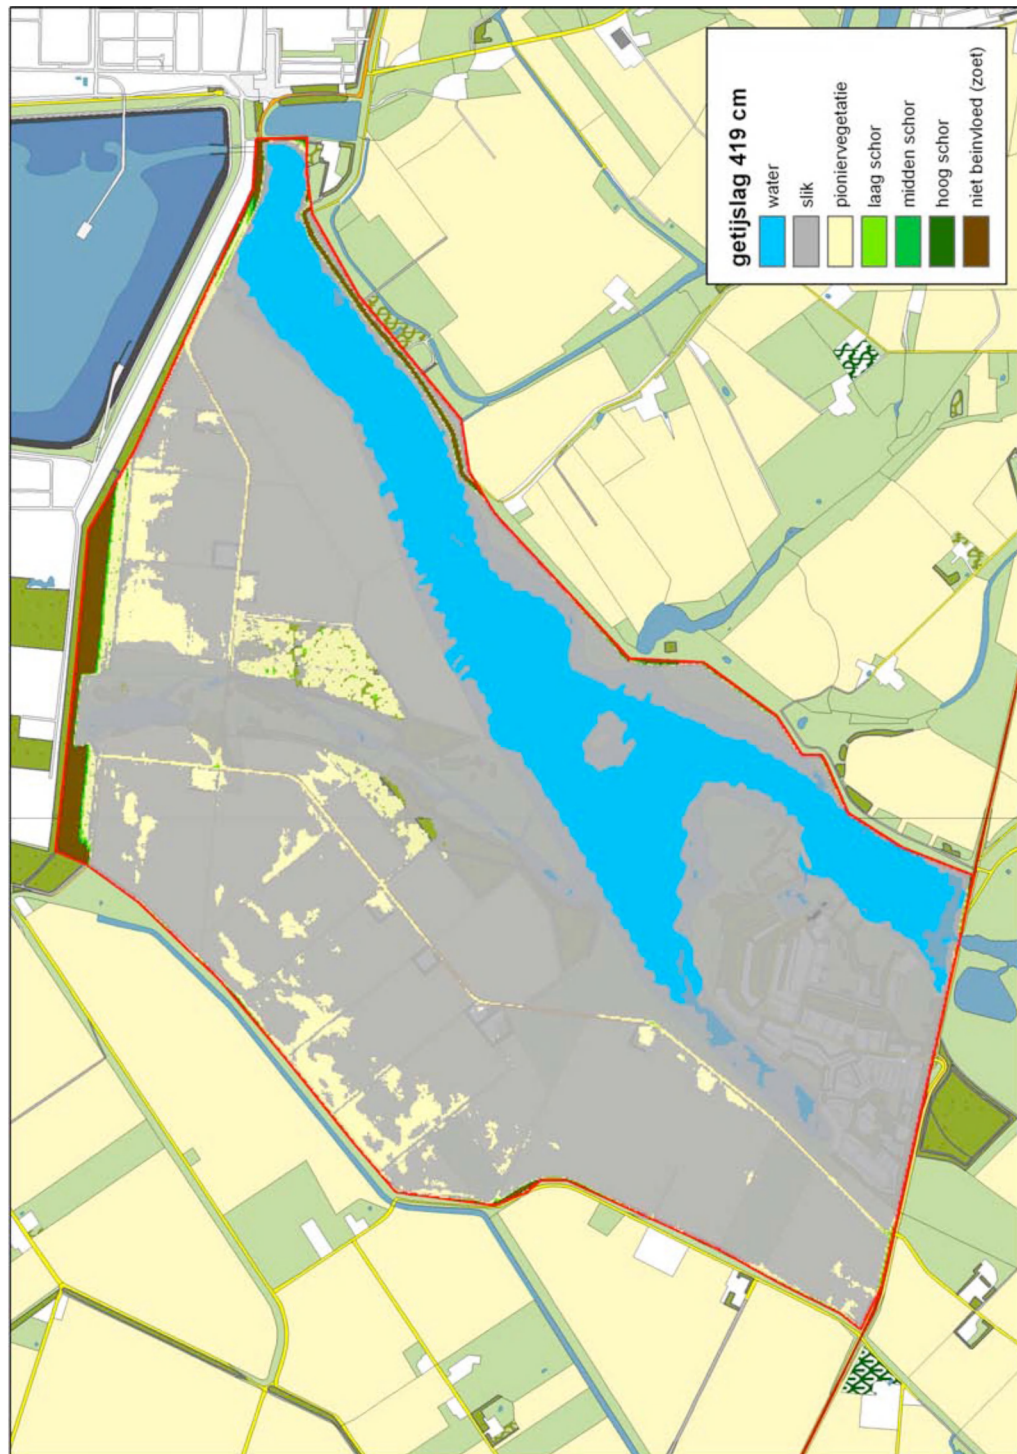 getijslag 419 cm
water
slik
pioniervegetatie
laag schor
midden schor
hoog schor
niet beinvloed (zoet)